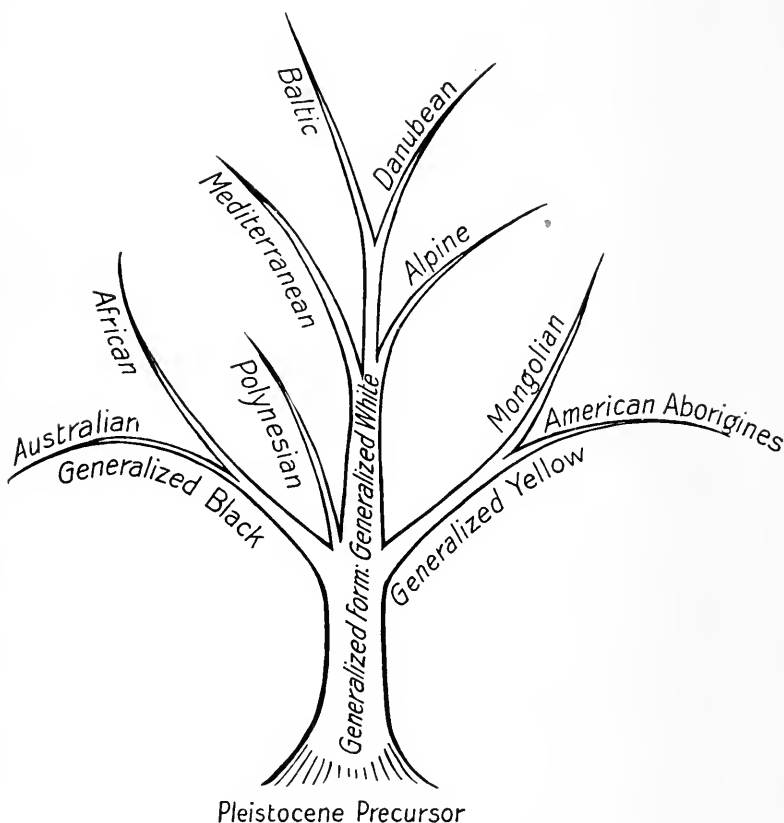 Baltic
Danubean
Mediterranean
Alpine
African
Polynesian
Mongolian
Australian
American Aborigines
Generalized Black
Generalized Yellow
Generalized Form: Generalized White
Pleistocene Precursor